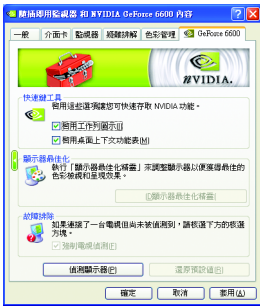 隨插即用監視器 和 NVIDIA GeForce 6600 內容
一般 介面卡 監視器 疑難排解 色彩管理 GeForce 6600
NVIDIA.
快速鍵工具
啟用這些選項讓您可快速存取 NVIDIA 功能。
啟用工作列圖示(I)
啟用桌面上下文功能表(M)
顯示器最佳化
執行「顯示器最佳化精靈」來調整顯示器以便獲得最佳的
色彩檢視和呈現效果。
顯示器最佳化精靈
故障排除
如果連接了一台電視但尚未被偵測到，請核選下方的核選
方塊。
強制電視偵測(F)
偵測顯示器(P)
還原預設值(R)
確定 取消 套用(A)